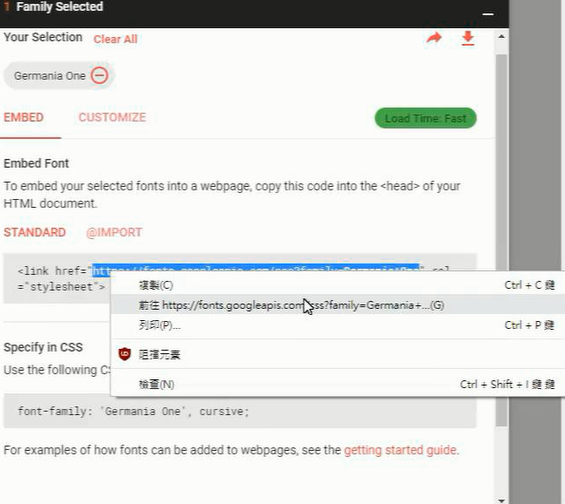 1 Family Selected
Your Selection Clear All
Germania One
EMBED CUSTOMIZE
Load Time: Fast
Embed Font
To embed your selected fonts into a webpage, copy this code into the <head> of your
HTML document.
STANDARD @IMPORT
<link href="https://fonts.googleapis.com/css?family=Germania+One" rel
="stylesheet">
複製(C) Ctrl + C 鍵
前往 https://fonts.googleapis.com/css?family=Germania+...(G)
列印(P)... Ctrl + P 鍵
阻擋元素
檢查(N) Ctrl + Shift + I 鍵 鍵
Specify in CSS
Use the following CS
font-family: 'Germania One', cursive;
For examples of how fonts can be added to webpages, see the getting started guide.